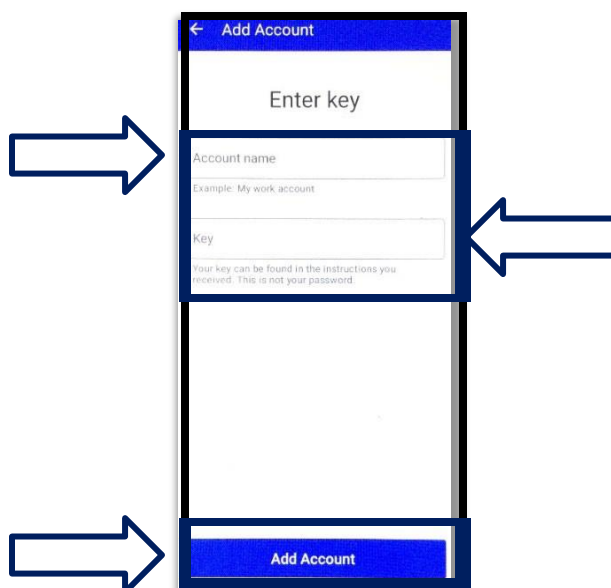 ← Add Account
Enter key
Account name
Example: My work account
Key
Your key can be found in the instructions you
received. This is not your password.
Add Account